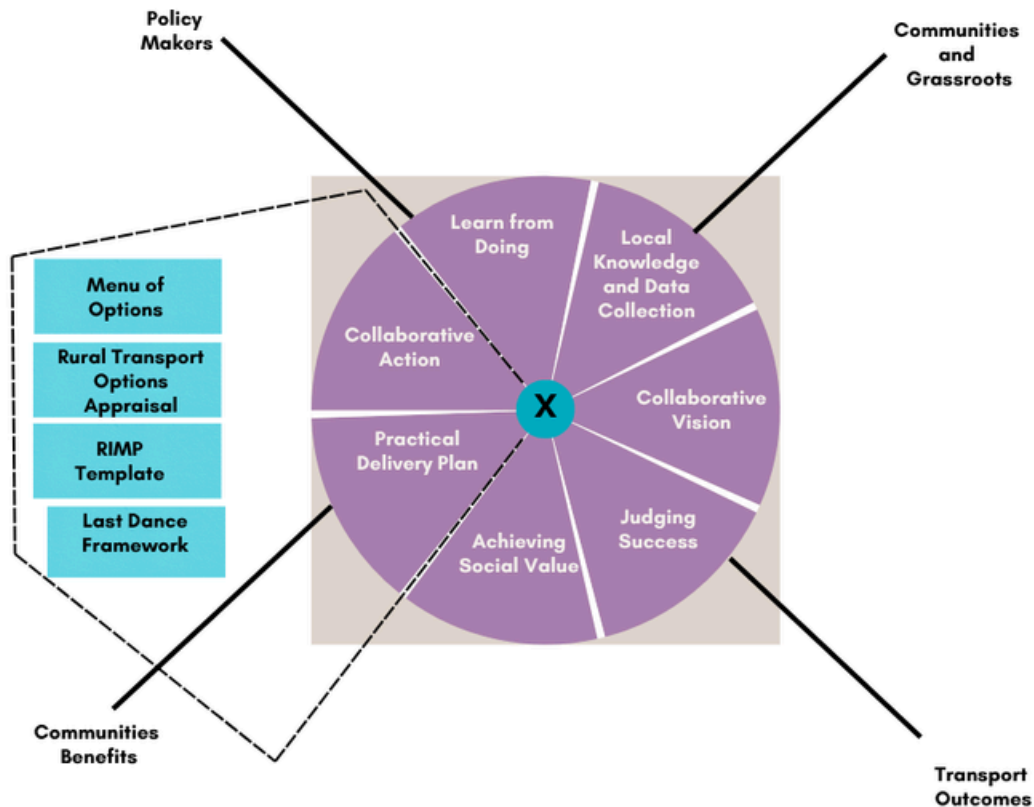 Policy
Makers
Communities
and
Grassroots
Learn from
Doing
Local
Knowledge
and Data
Collection
Menu of
Options
Collaborative
Action
Rural Transport
Options
Appraisal
Collaborative
Vision
X
Practical
Delivery Plan
RIMP
Template
Judging
Success
Last Dance
Framework
Achieving
Social Value
Communities
Benefits
Transport
Outcomes